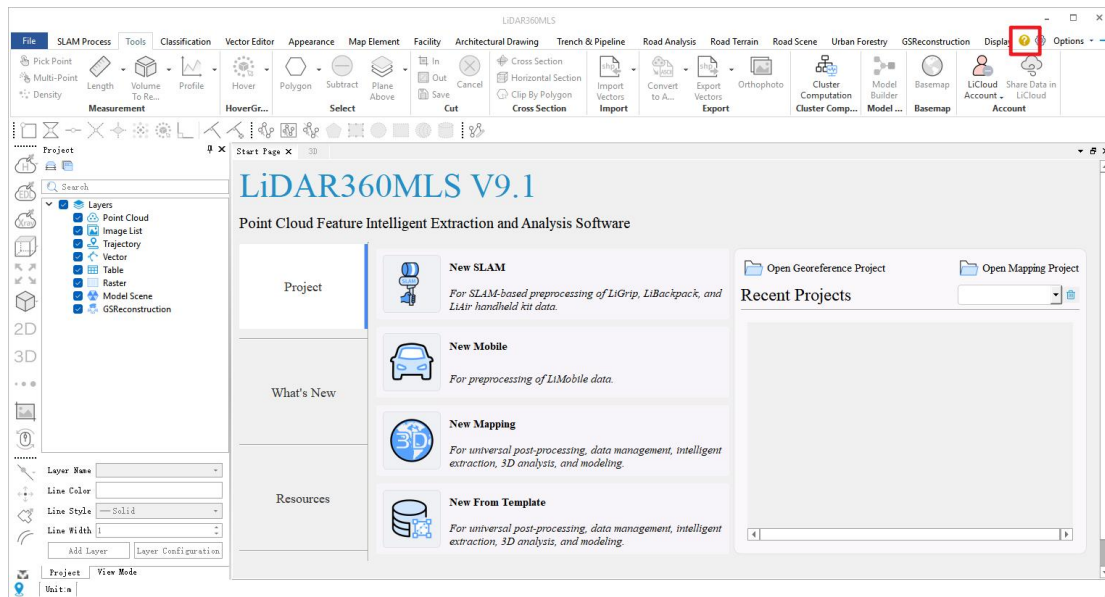 LiDAR360MLS
File SLAM Process Tools Classification Vector Editor Appearance Map Element Facility Architectural Drawing Trench & Pipeline Road Analysis Road Terrain Road Scene Urban Forestry GSReconstruction Options
Pick Point
Multi-Point
Density
Length
Volume
To Re...
Profile
Measurement
Hover
HoverGr...
Polygon
Subtract
Plane
Above
Select
In
Out
Save
Cancel
Cut
Cross Section
Horizontal Section
Clip By Polygon
Cross Section
Import
Vectors
Import
Convert
to A...
Export
Vectors
Orthophoto
Export
Cluster
Computation
Cluster Comp...
Model
Builder
Model ...
Basemap
Basemap
LiCloud
Account
Share Data in
LiCloud
Account
Project
Start Page
3D
Search
Layers
Point Cloud
Image List
Trajectory
Vector
Table
Raster
Model Scene
GSReconstruction
2D
3D
Layer Name
Line Color
Line Style Solid
Line Width 1
Add Layer Layer Configuration
Project View Mode
Unit:m
LiDAR360MLS V9.1
Point Cloud Feature Intelligent Extraction and Analysis Software
Project
What's New
Resources
New SLAM
For SLAM-based preprocessing of LiGrip, LiBackpack, and
LiAir handheld kit data.
New Mobile
For preprocessing of LiMobile data.
New Mapping
For universal post-processing, data management, intelligent
extraction, 3D analysis, and modeling.
New From Template
For universal post-processing, data management, intelligent
extraction, 3D analysis, and modeling.
Open Georeference Project Open Mapping Project
Recent Projects